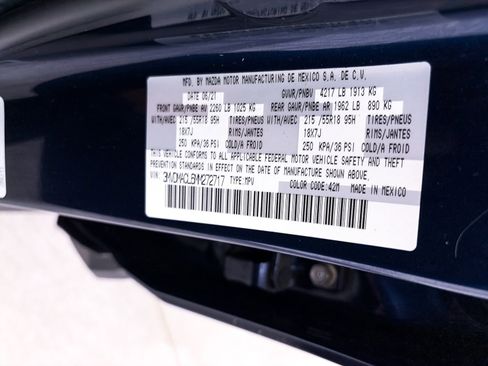 MFD. BY MAZDA MOTOR MANUFACTURING DE MEXICO S.A. DE C.V.
DATE 06/21 GVWR/PNBV 4217 LB 1913 KG
FRONT GAWR/PNBE AV 2260 LB 1025 KG REAR GAWR/PNBE AR 1962 LB 890 KG
WITH/AVEC 215/55R18 95H TIRES/PNEUS WITH/AVEC 215/55R18 95H TIRES/PNEUS
18X7J RIMS/JANTES 18X7J RIMS/JANTES
250 KPA/36 PSI COLD/A FROID 250 KPA/36 PSI COLD/A FROID
THIS VEHICLE CONFORMS TO ALL APPLICABLE FEDERAL MOTOR VEHICLE SAFETY AND THEFT
PREVENTION STANDARDS IN EFFECT ON THE DATE OF MANUFACTURE SHOWN ABOVE.
VIN: TYPE:MPV COLOR CODE:42M MADE IN MEXICO